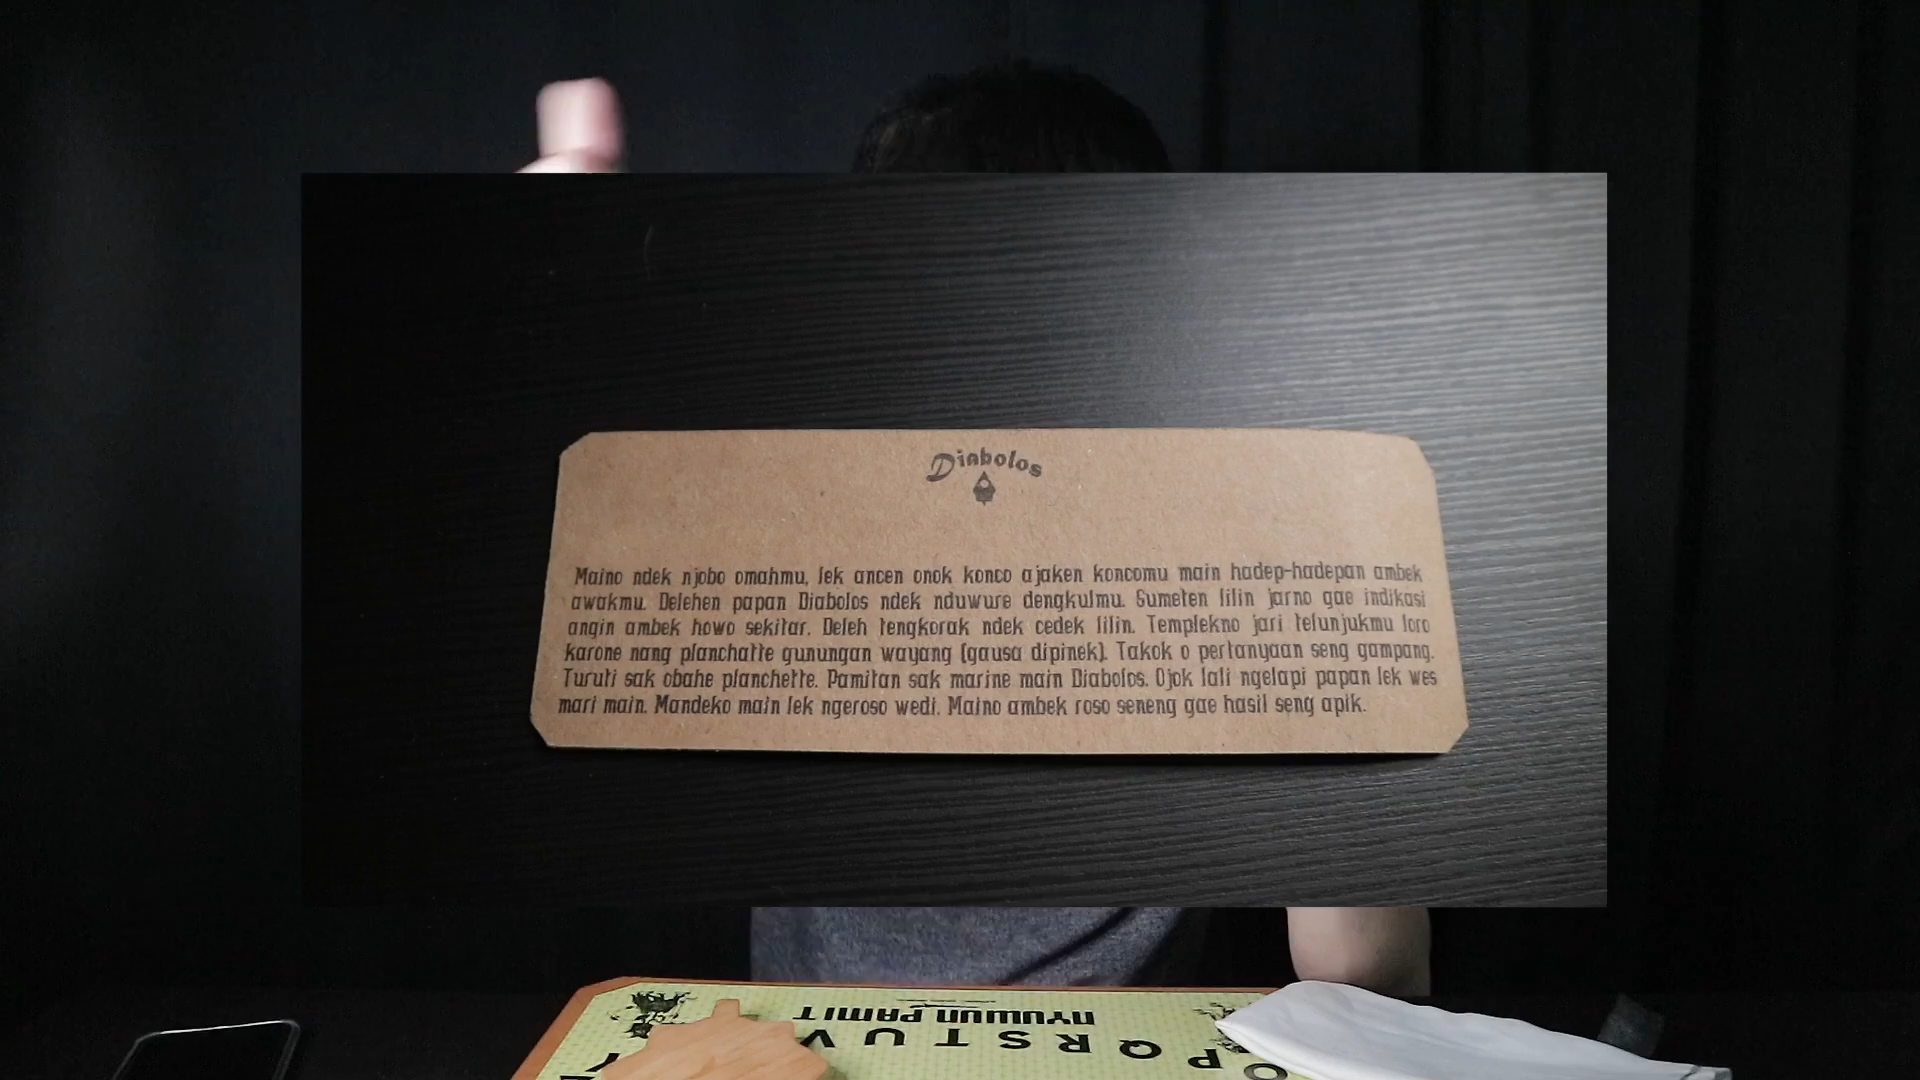 Diabolos
Maino ndek njobo omahmu, lek ancen onok konco ajaken koncomu main hadep-hadepan ambek
awakmu. Delehen papan Diabolos ndek nduwure dengkulmu. Sumeten lilin jarno gae indikasi
angin ambek howo sekitar. Deleh tengkorak ndek cedek lilin. Templekno jari telunjukmu loro
karone nang planchatte gunungan wayang (gausa dipinek). Takok o pertanyaan seng gampang.
Turuti sak obahe planchette. Pamitan sak marine main Diabolos. Ojok lali ngelapi papan lek wes
mari main. Mandeko main lek ngeroso wedi. Maino ambek roso seneng gae hasil seng apik.
NYUWUN PAMIT
O P Q R S T U V